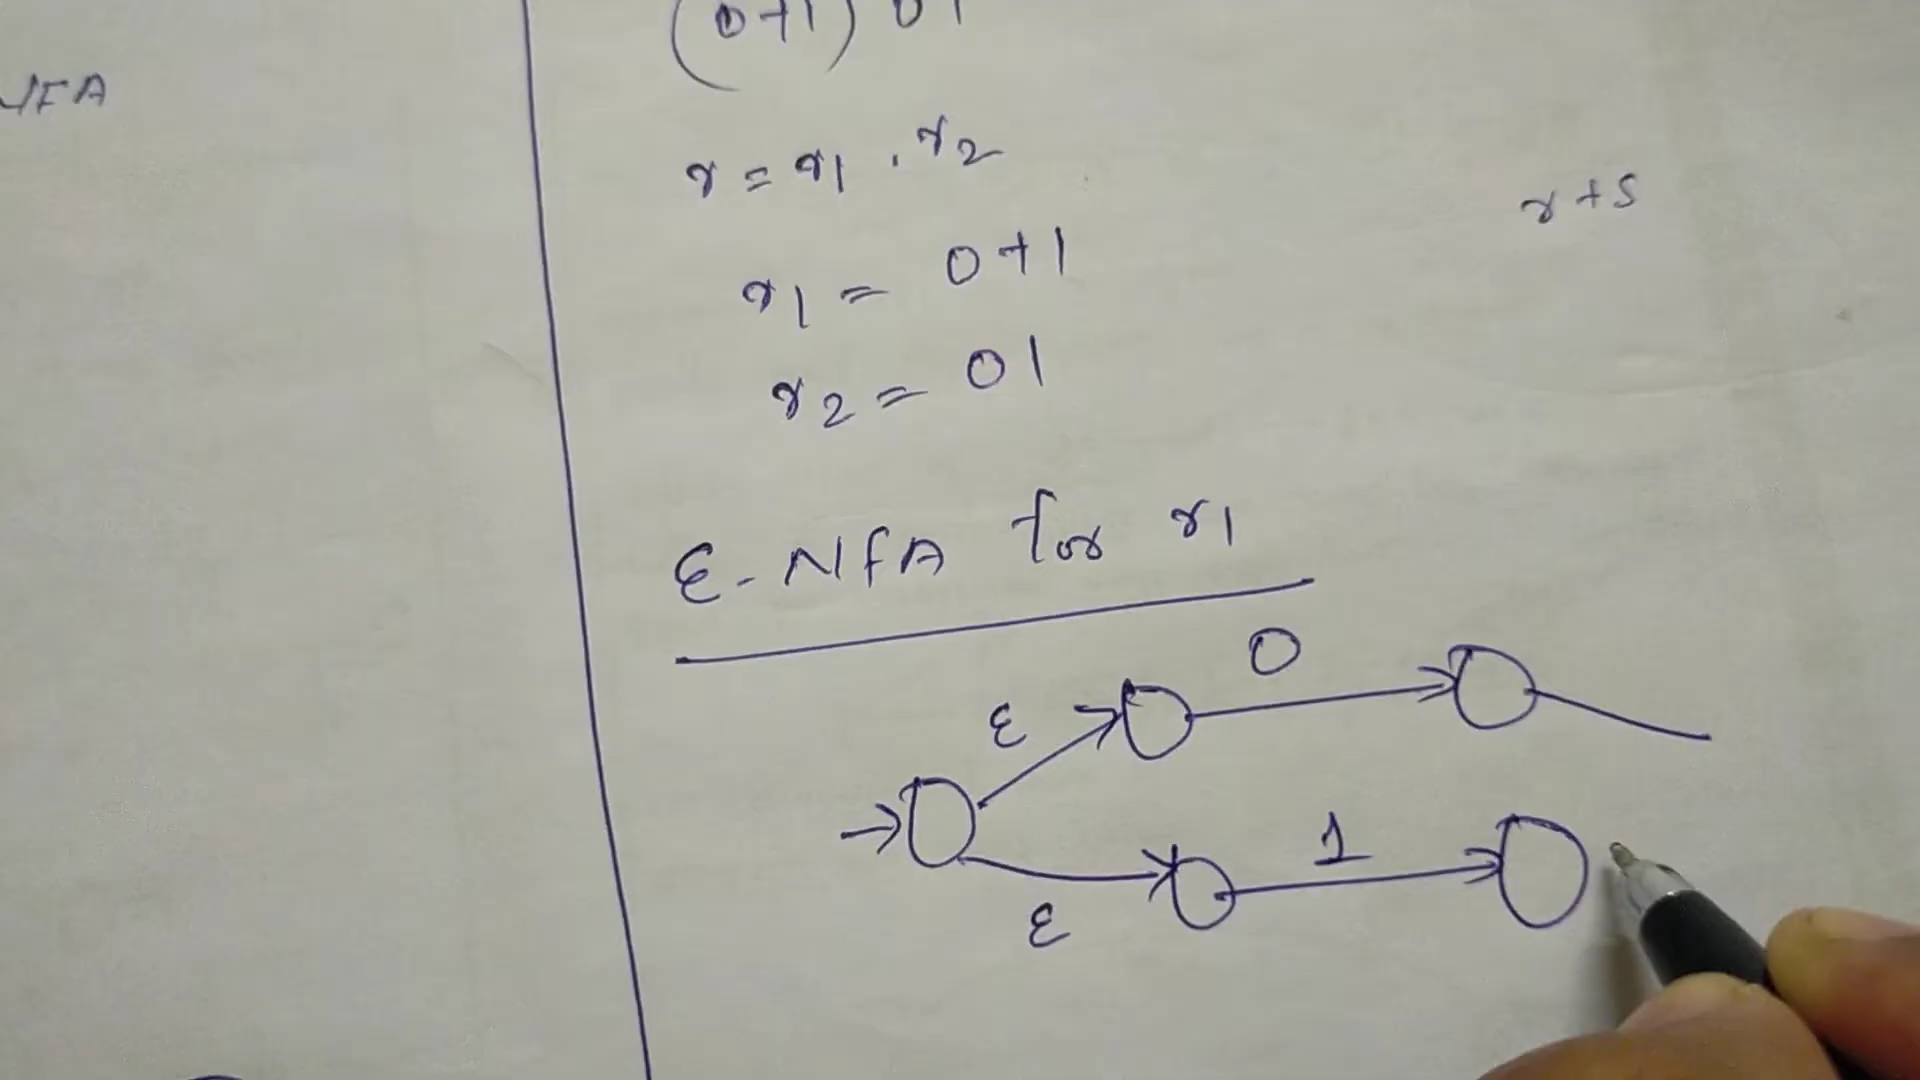 (0+1) 01
NFA
r = r1 . r2
r+s
r1 = 0+1
r2 = 01
ε-NFA for r1
0
ε
1
ε